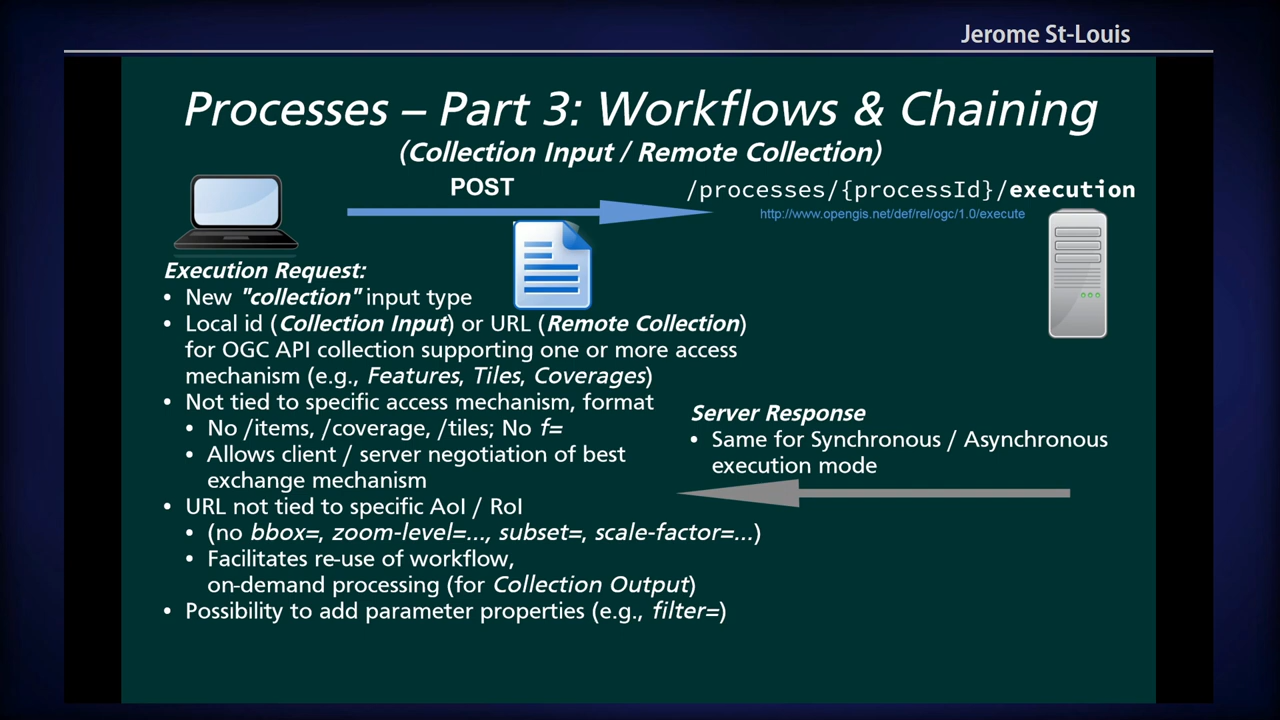 Jerome St-Louis
Processes – Part 3: Workflows & Chaining
(Collection Input / Remote Collection)
POST
/processes/{processId}/execution
http://www.opengis.net/def/rel/ogc/1.0/execute
Execution Request:
• New "collection" input type
• Local id (Collection Input) or URL (Remote Collection)
for OGC API collection supporting one or more access
mechanism (e.g., Features, Tiles, Coverages)
• Not tied to specific access mechanism, format
• No /items, /coverage, /tiles; No f=
• Allows client / server negotiation of best
exchange mechanism
• URL not tied to specific AoI / RoI
• (no bbox=, zoom-level=..., subset=, scale-factor=...)
• Facilitates re-use of workflow,
on-demand processing (for Collection Output)
• Possibility to add parameter properties (e.g., filter=)
Server Response
• Same for Synchronous / Asynchronous
execution mode